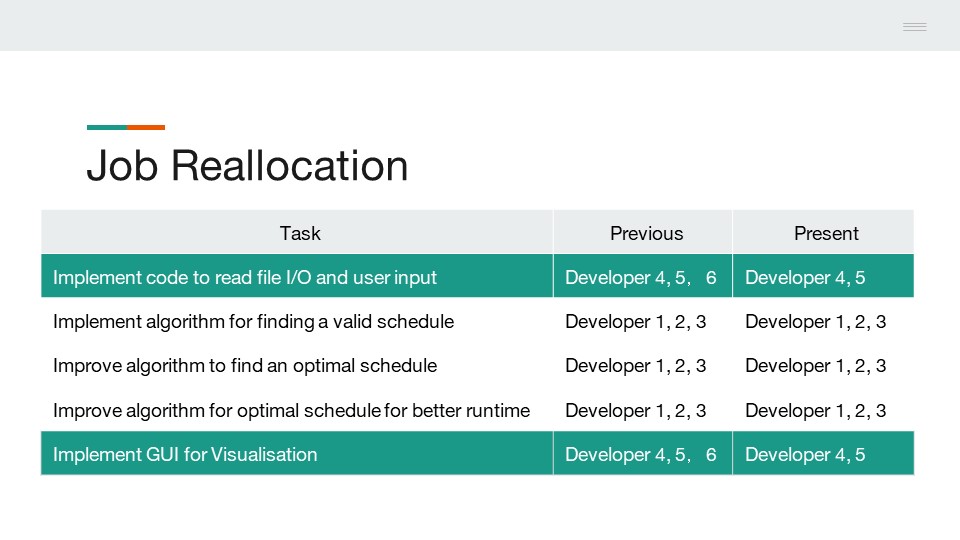 Job Reallocation
Task Previous Present
Implement code to read file I/O and user input Developer 4, 5, 6 Developer 4, 5
Implement algorithm for finding a valid schedule Developer 1, 2, 3 Developer 1, 2, 3
Improve algorithm to find an optimal schedule Developer 1, 2, 3 Developer 1, 2, 3
Improve algorithm for optimal schedule for better runtime Developer 1, 2, 3 Developer 1, 2, 3
Implement GUI for Visualisation Developer 4, 5, 6 Developer 4, 5